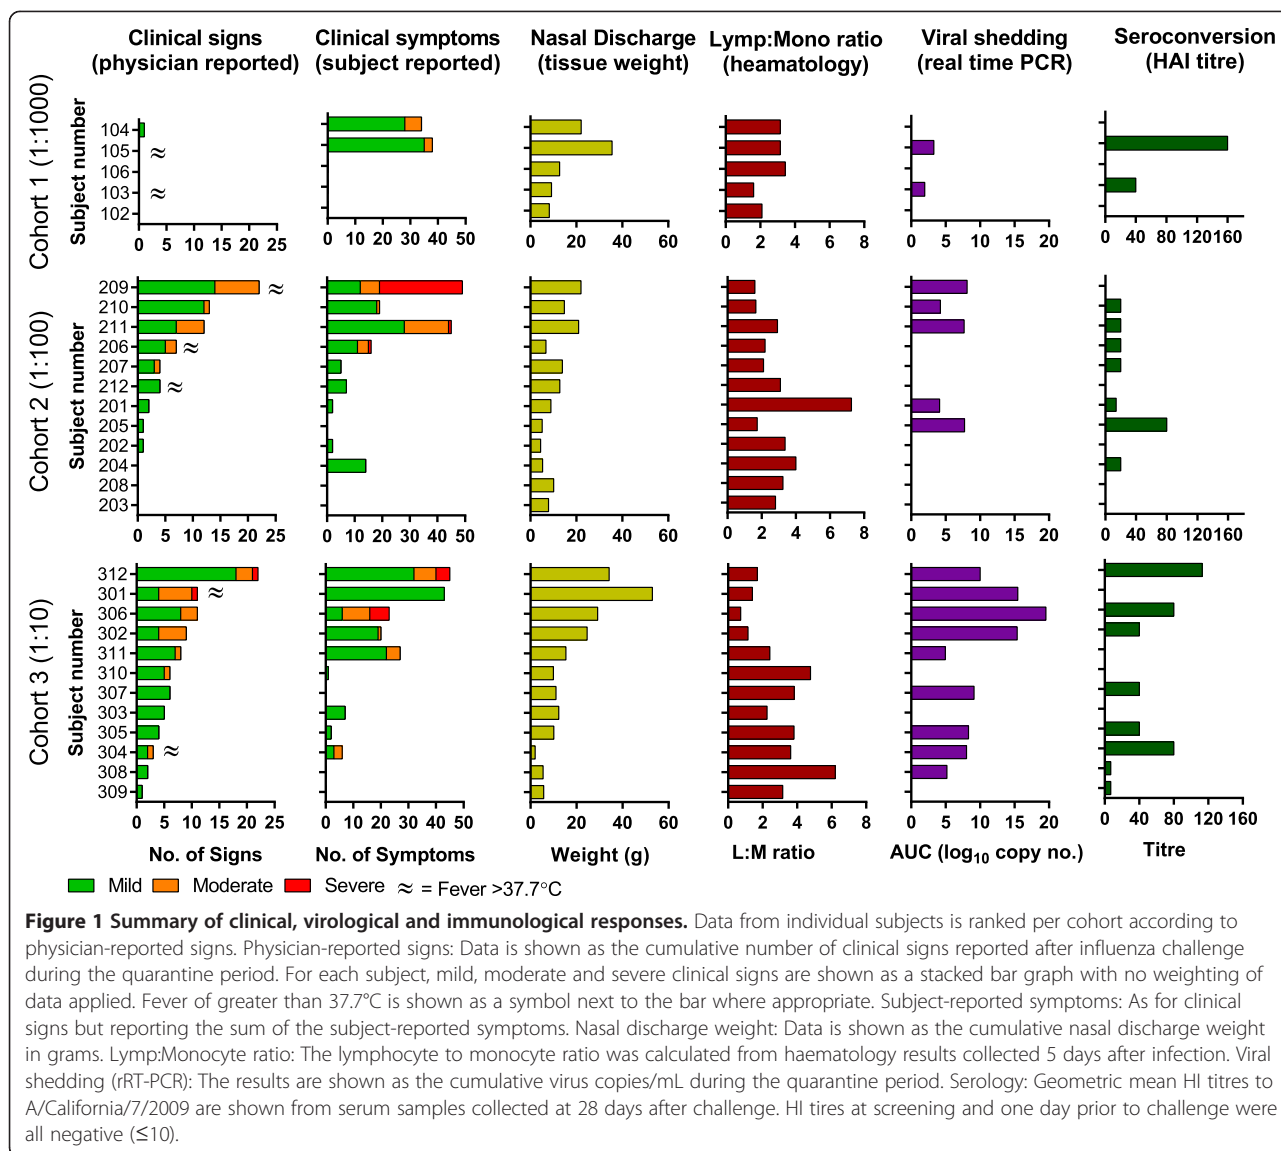 Clinical signs
(physician reported)
Clinical symptoms
(subject reported)
Nasal Discharge
(tissue weight)
Lymp:Mono ratio
(heamatology)
Viral shedding
(real time PCR)
Seroconversion
(HAI titre)
Cohort 1 (1:1000)
Subject number
104
105 ≈
106
103 ≈
102
0 5 10 15 20 25
0 10 20 30 40 50
0 20 40 60
0 2 4 6 8
0 5 10 15 20
0 40 80 120 160
Cohort 2 (1:100)
Subject number
209 ≈
210
211
206 ≈
207
212 ≈
201
205
202
204
208
203
0 5 10 15 20 25
0 10 20 30 40 50
0 20 40 60
0 2 4 6 8
0 5 10 15 20
0 40 80 120 160
Cohort 3 (1:10)
Subject number
312
301 ≈
306
302
311
310
307
303
305
304 ≈
308
309
0 5 10 15 20 25
0 10 20 30 40 50
0 20 40 60
0 2 4 6 8
0 5 10 15 20
0 40 80 120 160
No. of Signs
No. of Symptoms
Weight (g)
L:M ratio
AUC (log10 copy no.)
Titre
Mild Moderate Severe ≈ = Fever >37.7°C
Figure 1 Summary of clinical, virological and immunological responses. Data from individual subjects is ranked per cohort according to
physician-reported signs. Physician-reported signs: Data is shown as the cumulative number of clinical signs reported after influenza challenge
during the quarantine period. For each subject, mild, moderate and severe clinical signs are shown as a stacked bar graph with no weighting of
data applied. Fever of greater than 37.7°C is shown as a symbol next to the bar where appropriate. Subject-reported symptoms: As for clinical
signs but reporting the sum of the subject-reported symptoms. Nasal discharge weight: Data is shown as the cumulative nasal discharge weight
in grams. Lymp:Monocyte ratio: The lymphocyte to monocyte ratio was calculated from haematology results collected 5 days after infection. Viral
shedding (rRT-PCR): The results are shown as the cumulative virus copies/mL during the quarantine period. Serology: Geometric mean HI titres to
A/California/7/2009 are shown from serum samples collected at 28 days after challenge. HI tires at screening and one day prior to challenge were
all negative (≤10).